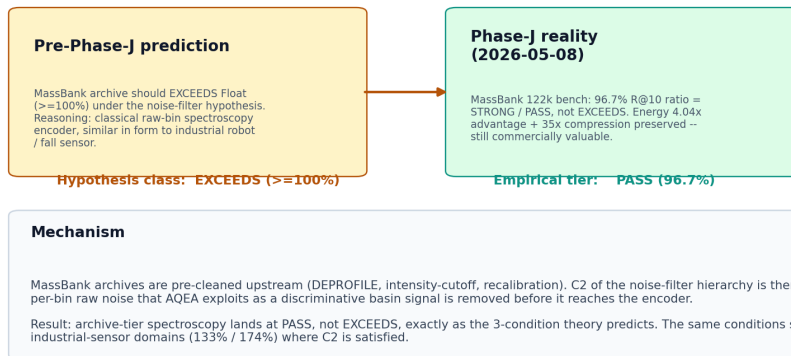 Pre-Phase-J prediction
MassBank archive should EXCEEDS Float
(>=100%) under the noise-filter hypothesis.
Reasoning: classical raw-bin spectroscopy
encoder, similar in form to industrial robot
/ fall sensor.
Hypothesis class:  EXCEEDS (>=100%)
Phase-J reality
(2026-05-08)
MassBank 122k bench: 96.7% R@10 ratio =
STRONG / PASS, not EXCEEDS. Energy 4.04x
advantage + 35x compression preserved --
still commercially valuable.
Empirical tier:    PASS (96.7%)
Mechanism
MassBank archives are pre-cleaned upstream (DEPROFILE, intensity-cutoff, recalibration). C2 of the noise-filter hierarchy is the
per-bin raw noise that AQEA exploits as a discriminative basin signal is removed before it reaches the encoder.
Result: archive-tier spectroscopy lands at PASS, not EXCEEDS, exactly as the 3-condition theory predicts. The same conditions
industrial-sensor domains (133% / 174%) where C2 is satisfied.